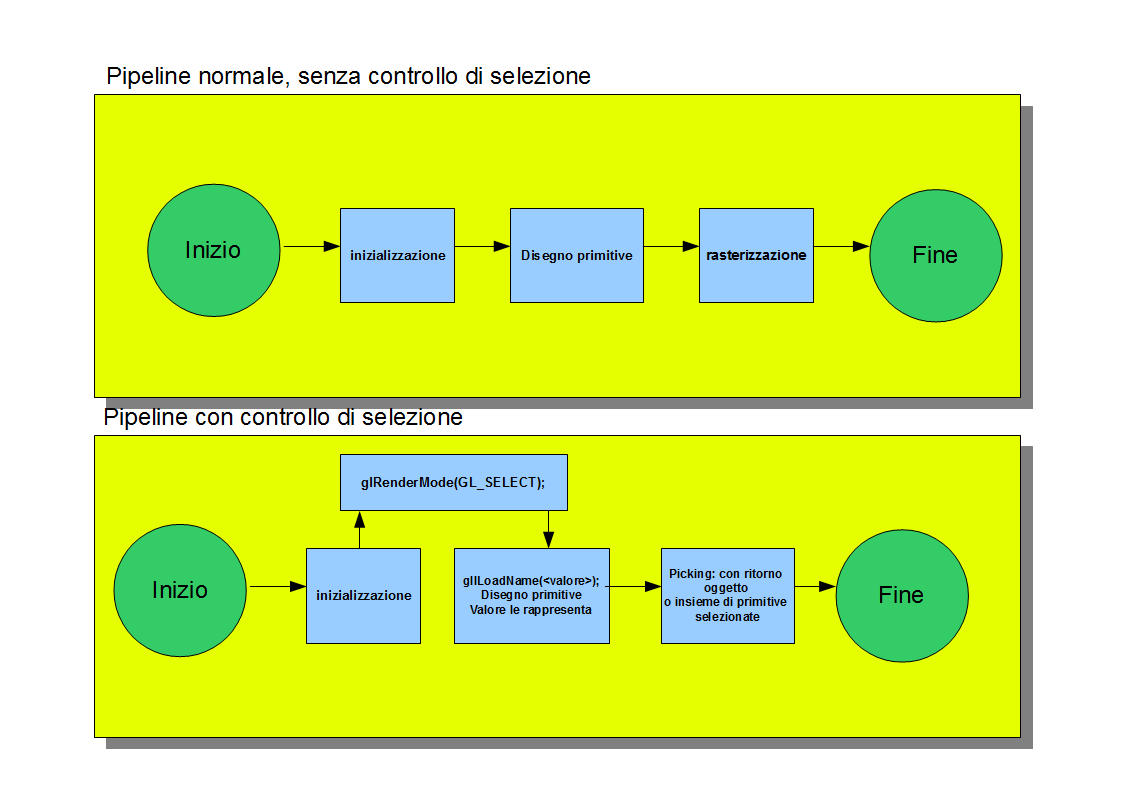 Pipeline normale, senza controllo di selezione
Inizio
inizializzazione
Disegno primitive
rasterizzazione
Fine
Pipeline con controllo di selezione
glRenderMode(GL_SELECT);
Inizio
inizializzazione
gllLoadName(<valore>);
Disegno primitive
Valore le rappresenta
Picking: con ritorno
oggetto
o insieme di primitive
selezionate
Fine